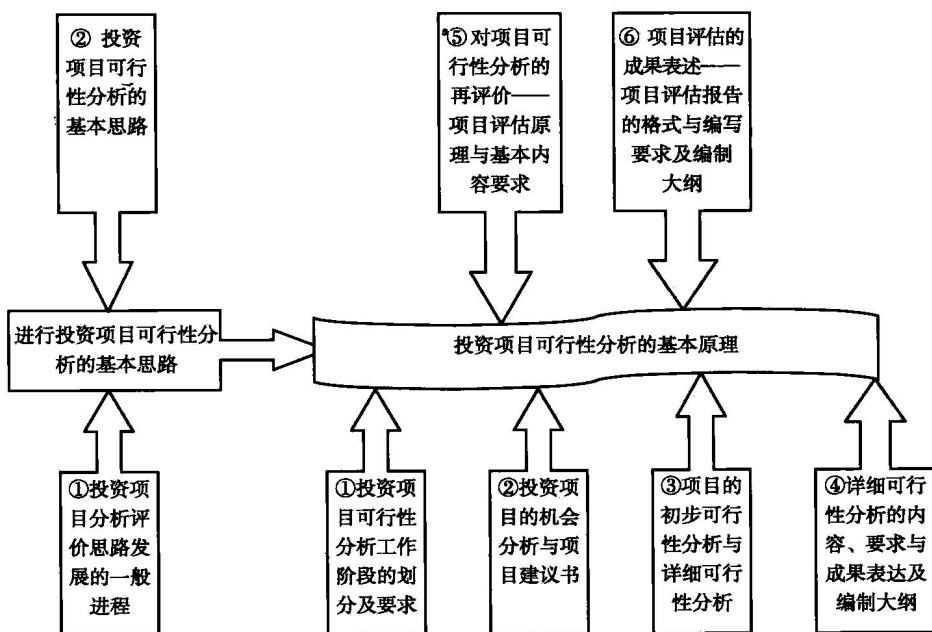 ② 投资
项目可行
性分析的
基本思路
⑤对项目可
行性分析的
再评价——
项目评估原
理与基本内
容要求
⑥ 项目评估的
成果表述——
项目评估报告
的格式与编写
要求及编制
大纲
进行投资项目可行性分
析的基本思路
投资项目可行性分析的基本原理
①投资项
目分析评
价思路发
展的一般
进程
①投资项
目可行性
分析工作
阶段的划
分及要求
②投资项
目的机会
分析与项
目建议书
③项目的
初步可行
性分析与
详细可行
性分析
④详细可行
性分析的内
容、要求与
成果表达及
编制大纲